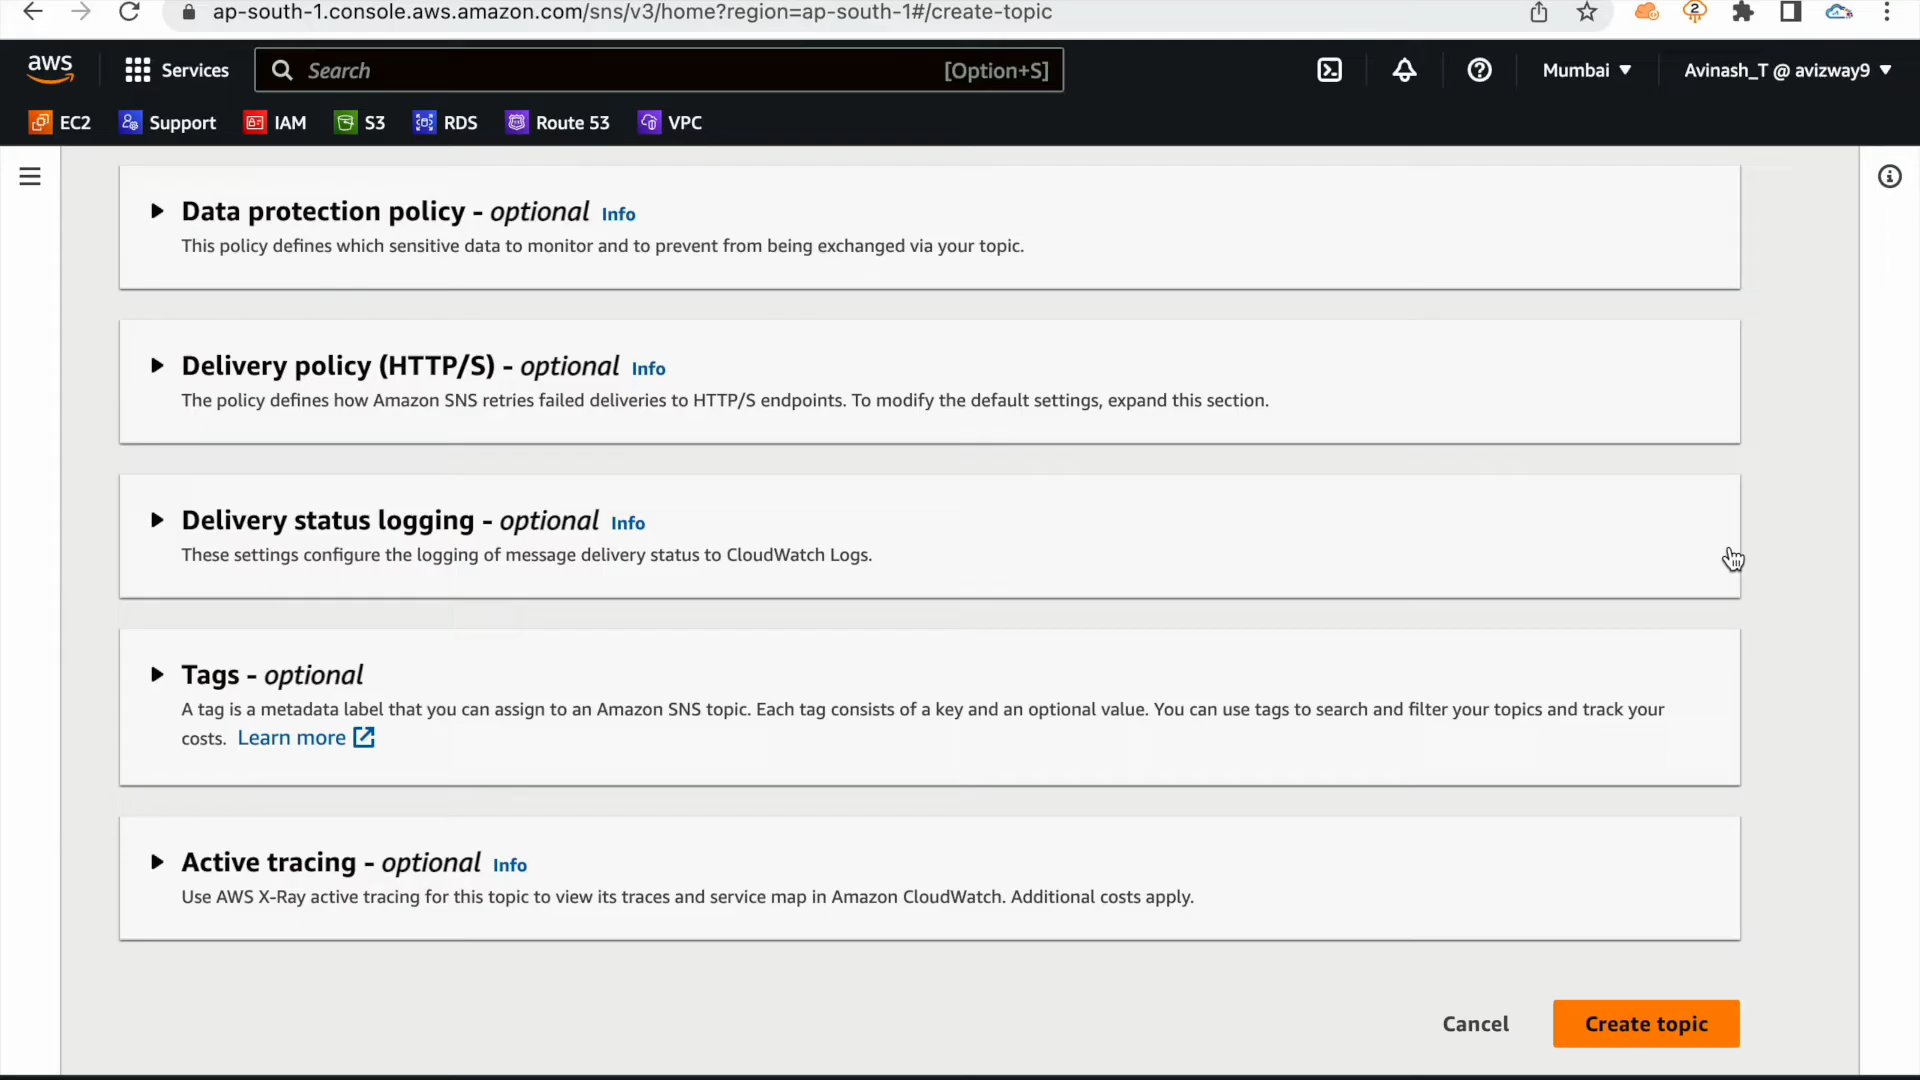 ap-south-1.console.aws.amazon.com/sns/v3/home?region=ap-south-1#/create-topic
2
aws
Services
Search
[Option+S]
Mumbai
Avinash_T @ avizway9
EC2
Support
IAM
S3
RDS
Route 53
VPC
Data protection policy - optional Info
This policy defines which sensitive data to monitor and to prevent from being exchanged via your topic.
Delivery policy (HTTP/S) - optional Info
The policy defines how Amazon SNS retries failed deliveries to HTTP/S endpoints. To modify the default settings, expand this section.
Delivery status logging - optional Info
These settings configure the logging of message delivery status to CloudWatch Logs.
Tags - optional
A tag is a metadata label that you can assign to an Amazon SNS topic. Each tag consists of a key and an optional value. You can use tags to search and filter your topics and track your
costs. Learn more
Active tracing - optional Info
Use AWS X-Ray active tracing for this topic to view its traces and service map in Amazon CloudWatch. Additional costs apply.
Cancel
Create topic